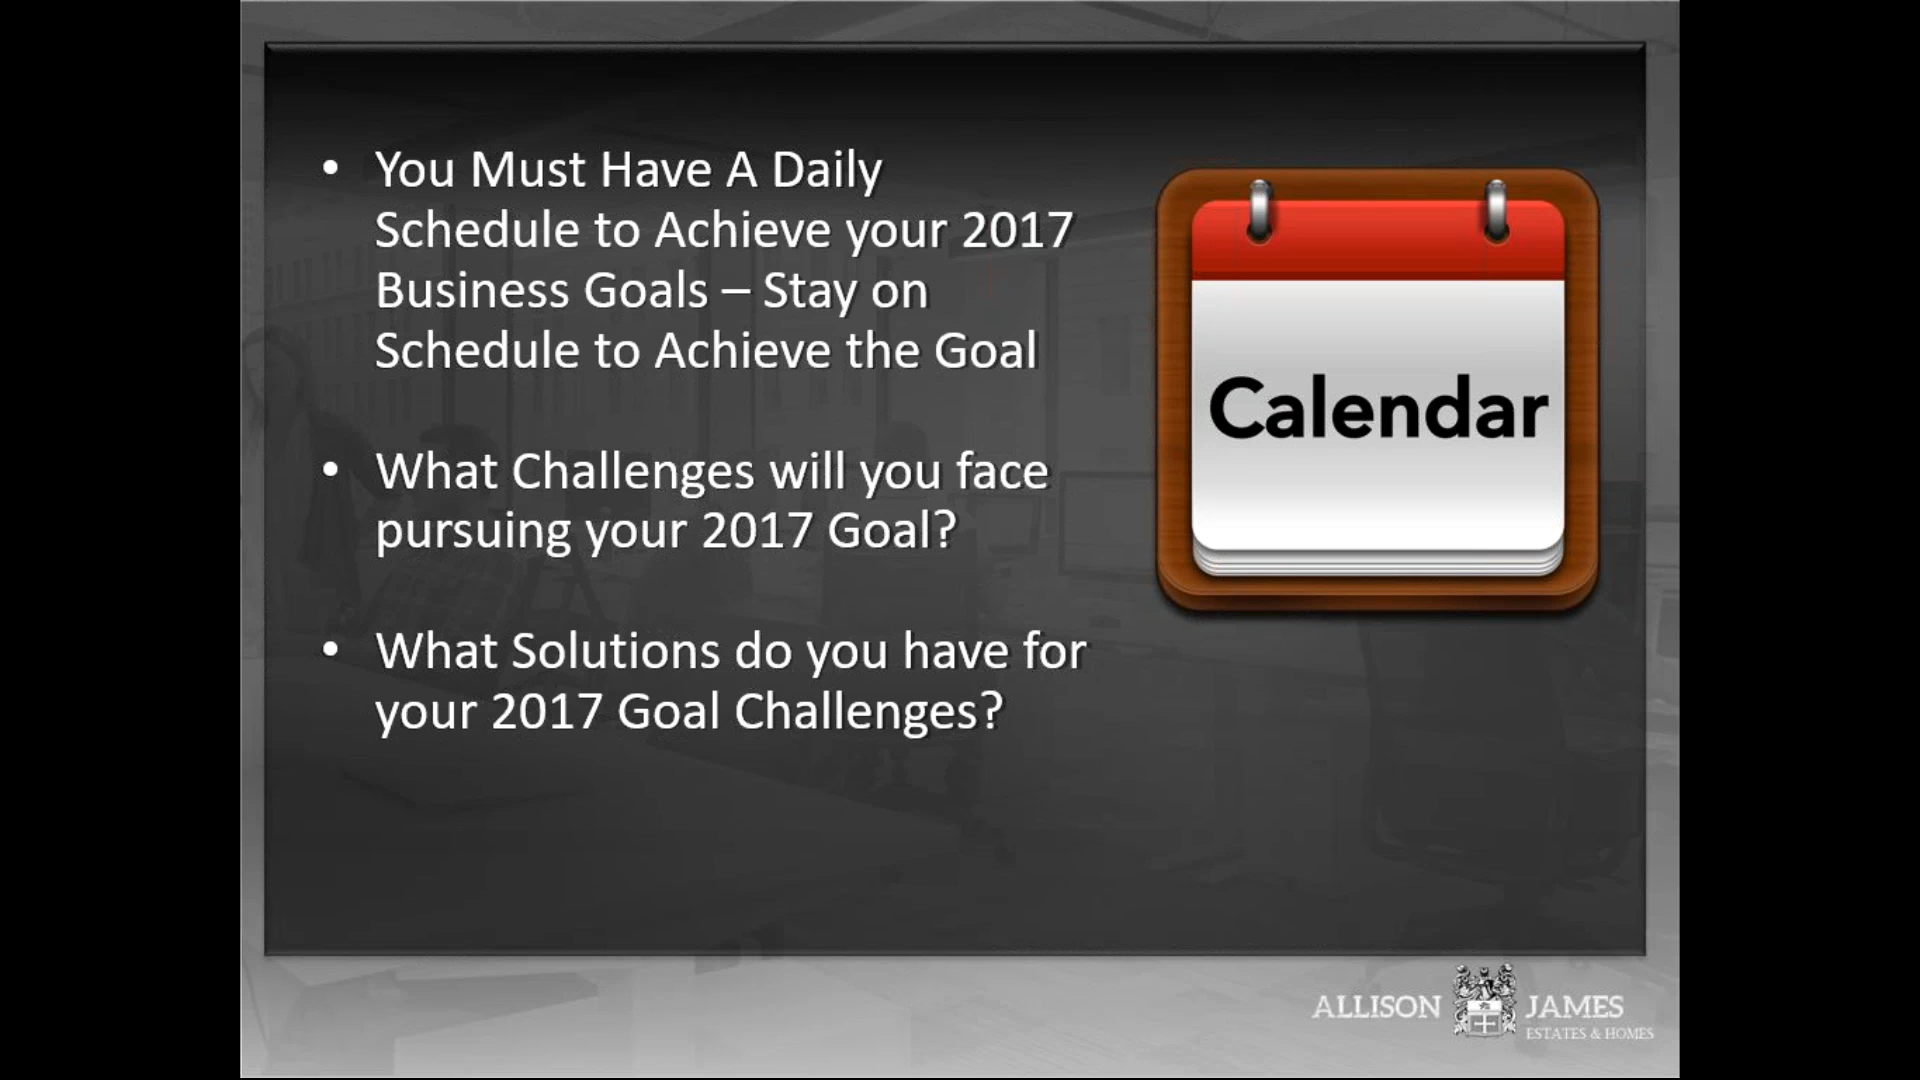 • You Must Have A Daily
Schedule to Achieve your 2017
Business Goals – Stay on
Schedule to Achieve the Goal
• What Challenges will you face
pursuing your 2017 Goal?
• What Solutions do you have for
your 2017 Goal Challenges?
Calendar
ALLISON JAMES
ESTATES & HOMES